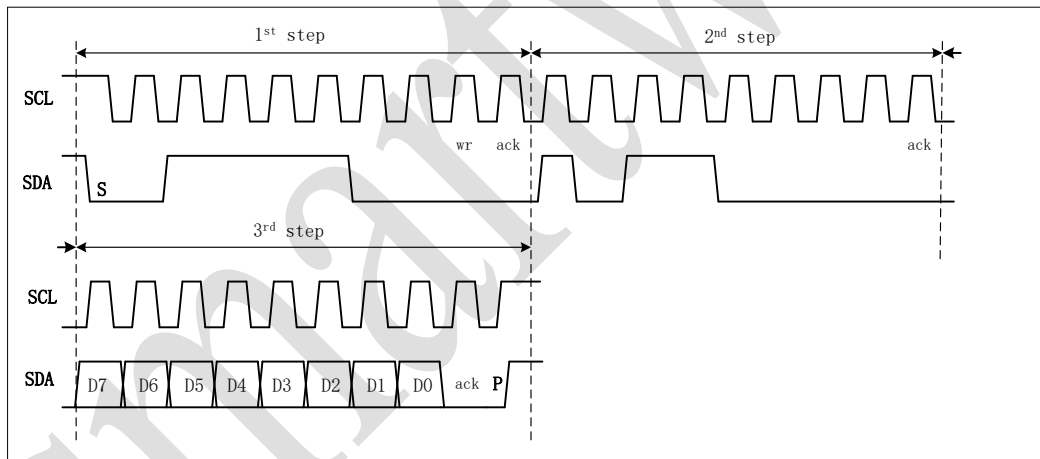 1st step 2nd step
SCL
wr ack ack
SDA S
3rd step
SCL
SDA D7 D6 D5 D4 D3 D2 D1 D0 ack P